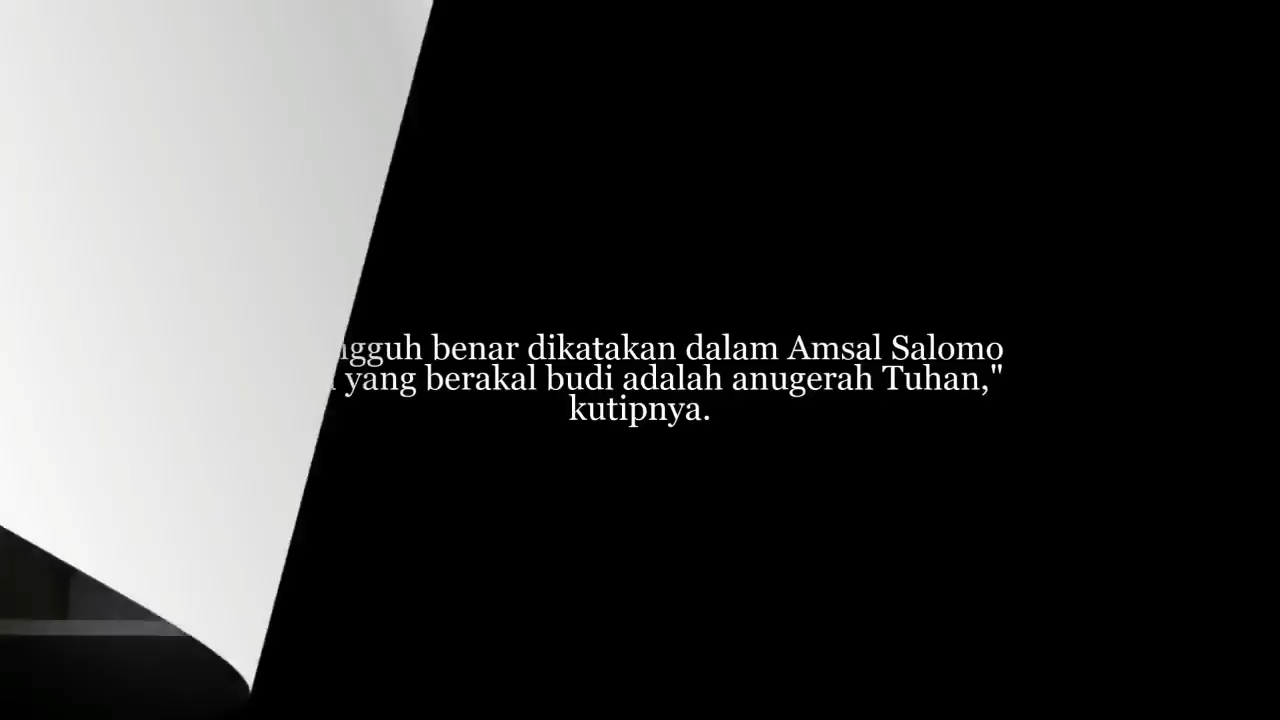 benar dikatakan dalam Amsal Salomo
yang berakal budi adalah anugerah Tuhan,"
kutipnya.